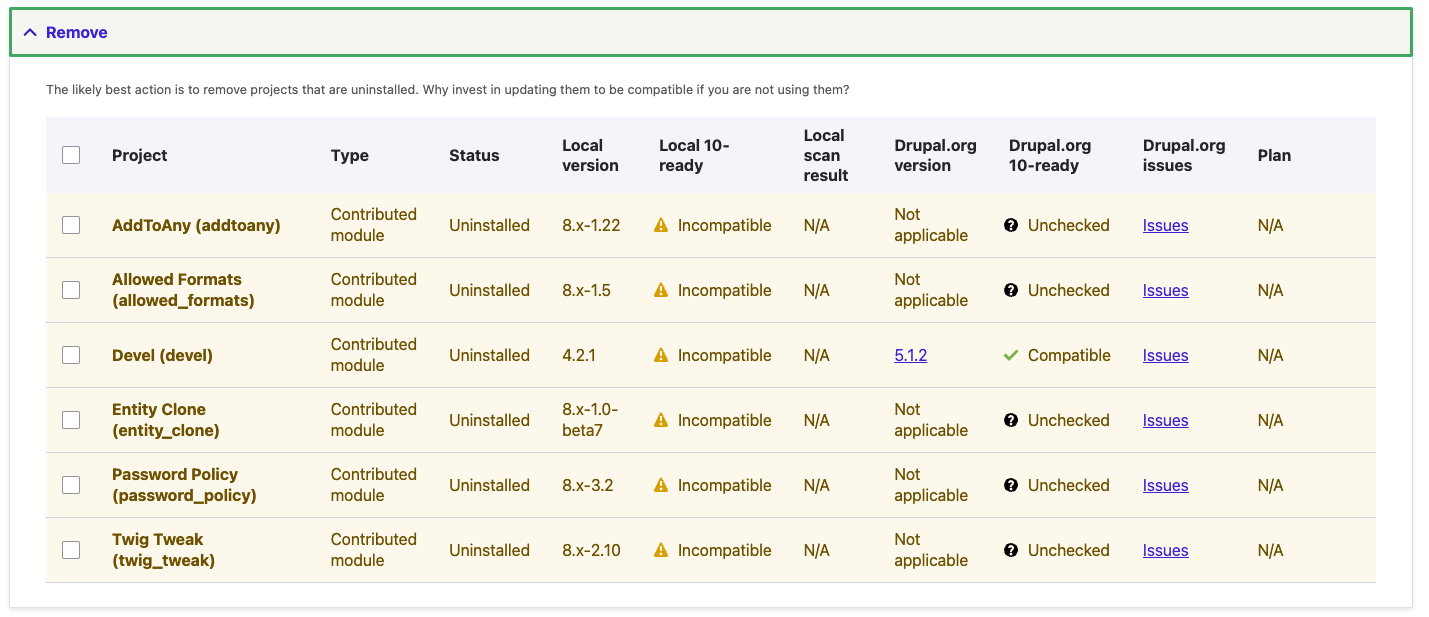 Remove
The likely best action is to remove projects that are uninstalled. Why invest in updating them to be compatible if you are not using them?
Project Type Status Local version Local 10-ready Local scan result Drupal.org version Drupal.org 10-ready Drupal.org issues Plan
AddToAny (addtoany) Contributed module Uninstalled 8.x-1.22 Incompatible N/A Not applicable Unchecked Issues N/A
Allowed Formats (allowed_formats) Contributed module Uninstalled 8.x-1.5 Incompatible N/A Not applicable Unchecked Issues N/A
Devel (devel) Contributed module Uninstalled 4.2.1 Incompatible N/A 5.1.2 Compatible Issues N/A
Entity Clone (entity_clone) Contributed module Uninstalled 8.x-1.0-beta7 Incompatible N/A Not applicable Unchecked Issues N/A
Password Policy (password_policy) Contributed module Uninstalled 8.x-3.2 Incompatible N/A Not applicable Unchecked Issues N/A
Twig Tweak (twig_tweak) Contributed module Uninstalled 8.x-2.10 Incompatible N/A Not applicable Unchecked Issues N/A